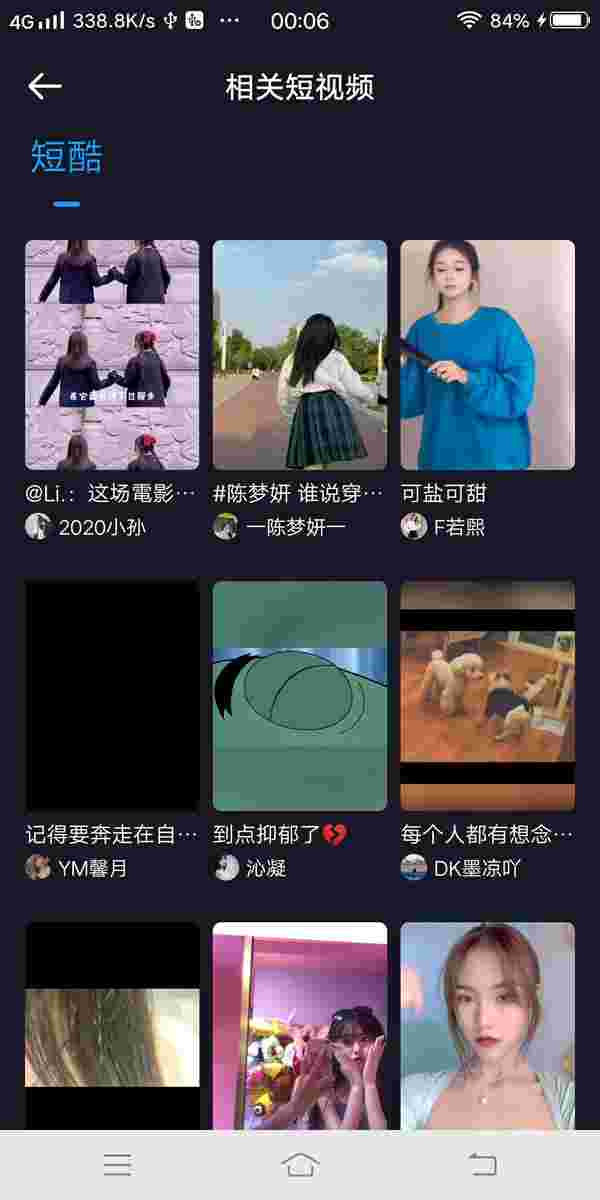 4G 338.8K/s ··· 00:06 84%
相关短视频
短酷
@Li.：这场電影···
#陈梦妍 谁说穿···
可盐可甜
2020小孙
一陈梦妍一
F若熙
记得要奔走在自···
到点抑郁了💔
每个人都有想念···
YM馨月
沁凝
DK墨凉吖